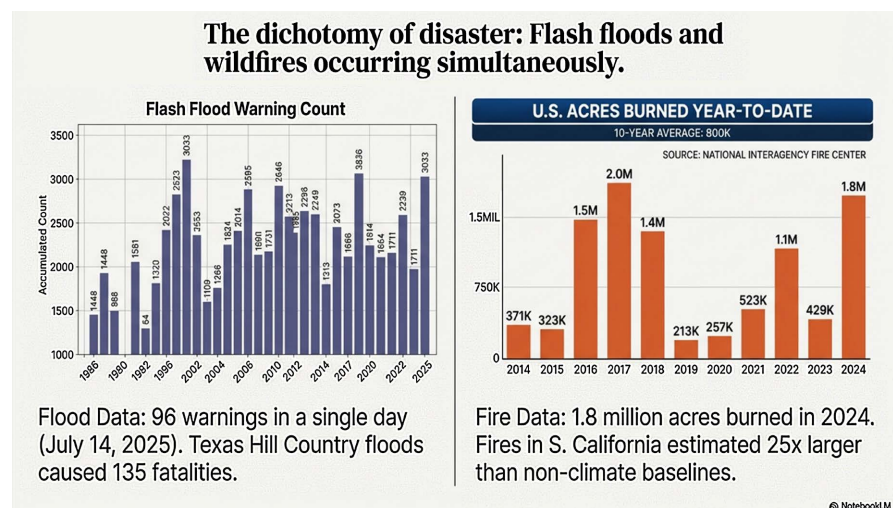 The dichotomy of disaster: Flash floods and
wildfires occurring simultaneously.
Flash Flood Warning Count
Accumulated Count
3500
3000
2500
2000
1500
1000
1448
1448
868
1581
64
1320
2022
2523
3033
2553
1109
1266
1834
2014
2595
1731
2646
2213
2298
2249
1313
2073
1666
3836
1814
1664
1711
2239
1711
3033
1986
1980
1982
1996
2002
2004
2006
2010
2012
2014
2017
2020
2022
2025
Flood Data: 96 warnings in a single day
(July 14, 2025). Texas Hill Country floods
caused 135 fatalities.
U.S. ACRES BURNED YEAR-TO-DATE
10-YEAR AVERAGE: 800K
SOURCE: NATIONAL INTERAGENCY FIRE CENTER
1.5MIL
750K
0
371K
323K
1.5M
2.0M
1.4M
213K
257K
523K
1.1M
429K
1.8M
2014
2015
2016
2017
2018
2019
2020
2021
2022
2023
2024
Fire Data: 1.8 million acres burned in 2024.
Fires in S. California estimated 25x larger
than non-climate baselines.
NotebookLM